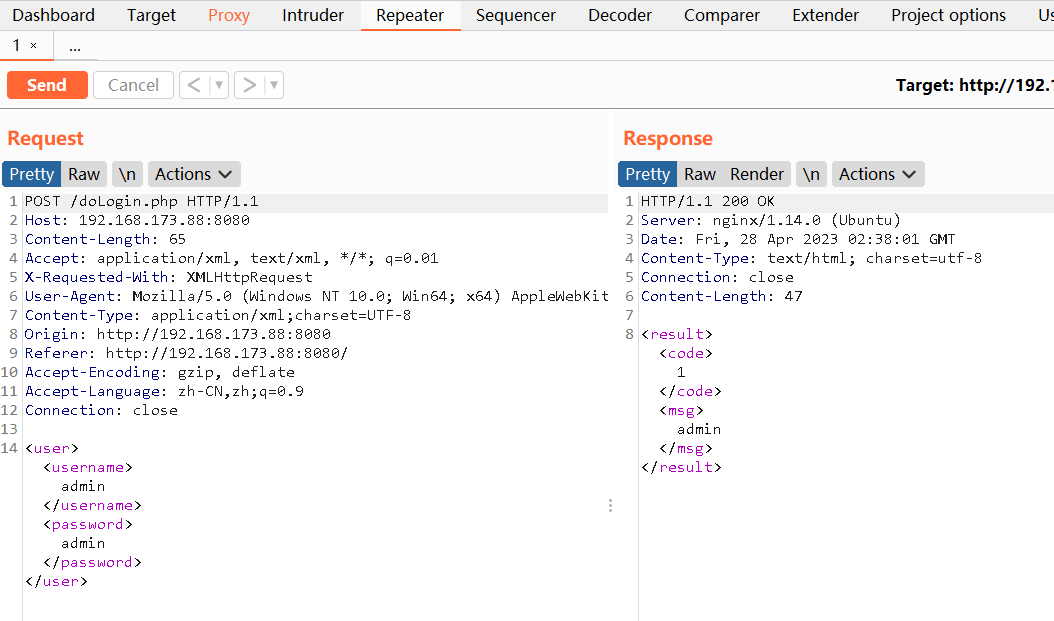 Dashboard Target Proxy Intruder Repeater Sequencer Decoder Comparer Extender Project options Us
1 × ...
Send Cancel < ▼ > ▼ Target: http://192.1
Request
Pretty Raw \n Actions
1 POST /doLogin.php HTTP/1.1
2 Host: 192.168.173.88:8080
3 Content-Length: 65
4 Accept: application/xml, text/xml, */*; q=0.01
5 X-Requested-With: XMLHttpRequest
6 User-Agent: Mozilla/5.0 (Windows NT 10.0; Win64; x64) AppleWebKit
7 Content-Type: application/xml;charset=UTF-8
8 Origin: http://192.168.173.88:8080
9 Referer: http://192.168.173.88:8080/
10 Accept-Encoding: gzip, deflate
11 Accept-Language: zh-CN,zh;q=0.9
12 Connection: close
13
14 <user>
<username>
admin
</username>
<password>
admin
</password>
</user>
Response
Pretty Raw Render \n Actions
1 HTTP/1.1 200 OK
2 Server: nginx/1.14.0 (Ubuntu)
3 Date: Fri, 28 Apr 2023 02:38:01 GMT
4 Content-Type: text/html; charset=utf-8
5 Connection: close
6 Content-Length: 47
7
8 <result>
<code>
1
</code>
<msg>
admin
</msg>
</result>